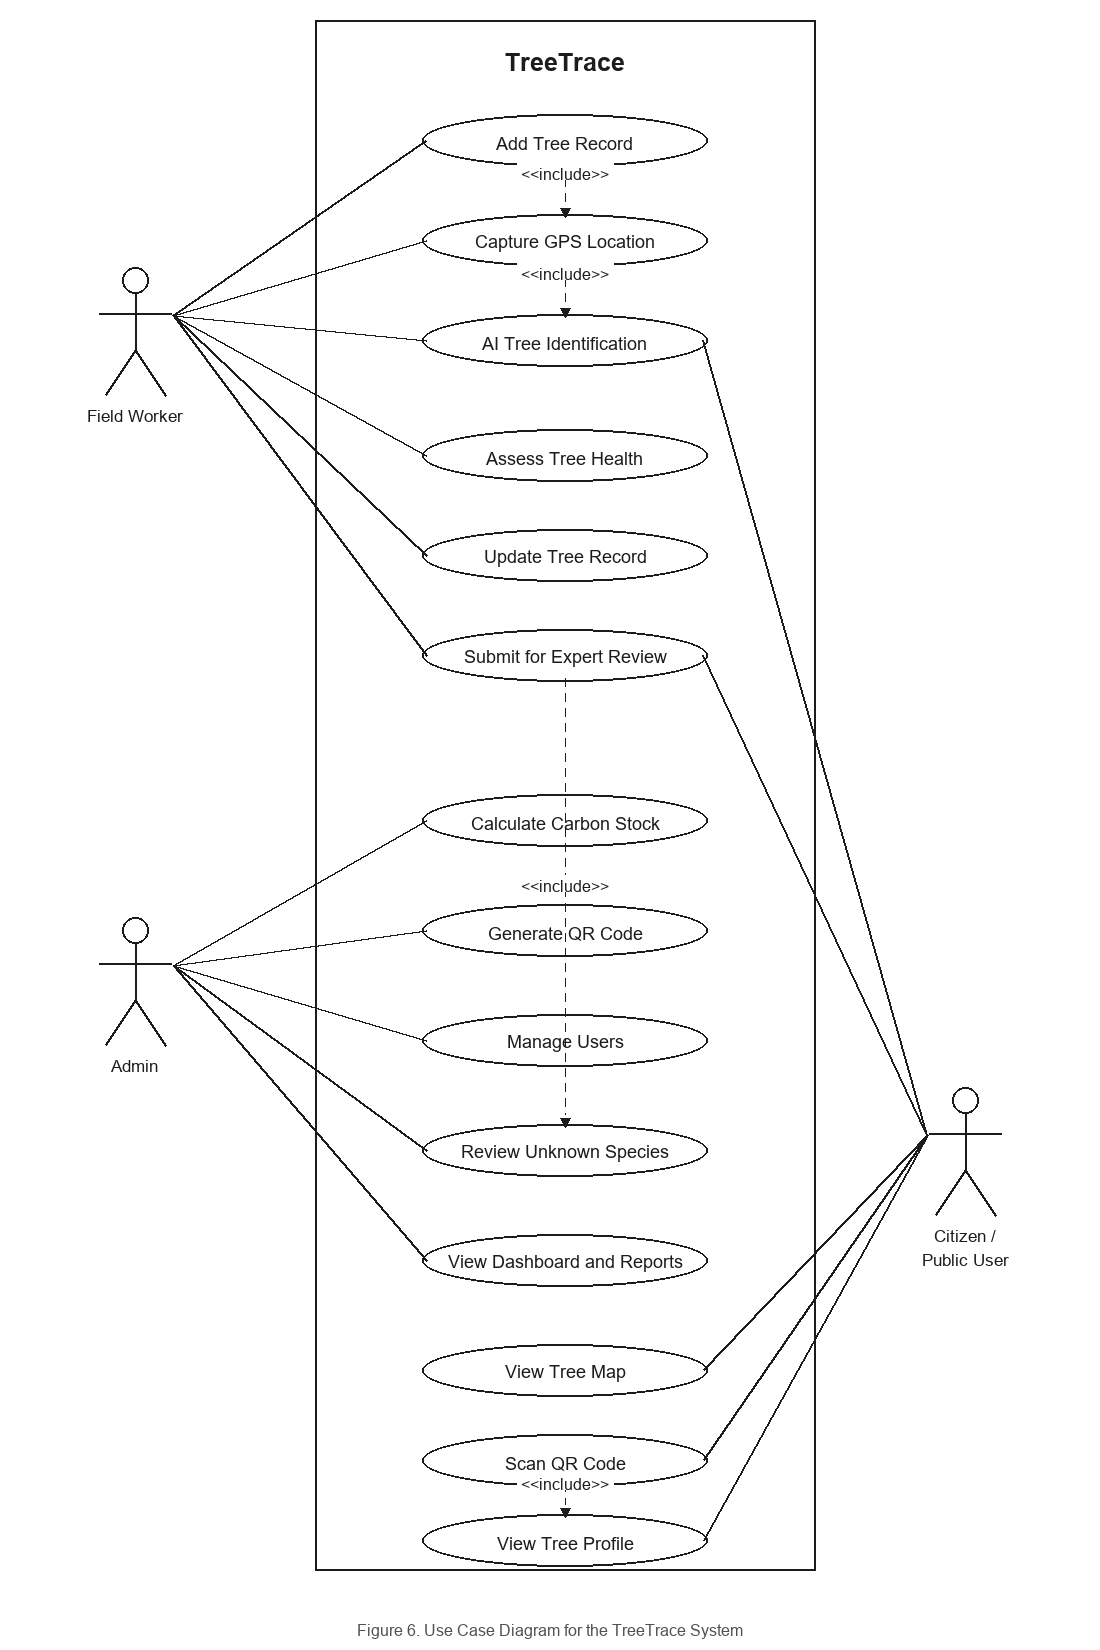 TreeTrace
Add Tree Record
<<include>>
Capture GPS Location
<<include>>
AI Tree Identification
Field Worker
Assess Tree Health
Update Tree Record
Submit for Expert Review
Calculate Carbon Stock
<<include>>
Generate QR Code
Manage Users
Admin
Review Unknown Species
Citizen /
Public User
View Dashboard and Reports
View Tree Map
Scan QR Code
<<include>>
View Tree Profile
Figure 6. Use Case Diagram for the TreeTrace System